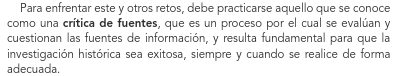 Para enfrentar este y otros retos, debe practicarse aquello que se conoce
como una crítica de fuentes, que es un proceso por el cual se evalúan y
cuestionan las fuentes de información, y resulta fundamental para que la
investigación histórica sea exitosa, siempre y cuando se realice de forma
adecuada.